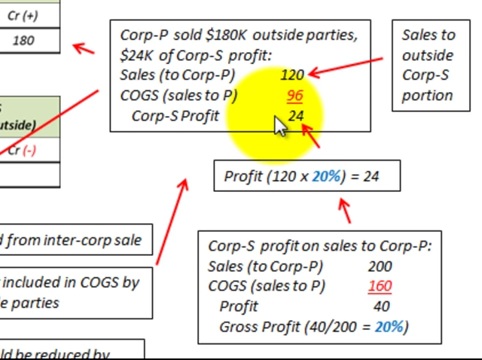 Cr (+)
180
Corp-P sold $180K outside parties,
$24K of Corp-S profit:
Sales (to Corp-P) 120
COGS (sales to P) 96
Corp-S Profit 24
Sales to
outside
Corp-S
portion
utside)
Cr (-)
Profit (120 x 20%) = 24
d from inter-corp sale
included in COGS by
e parties
ld be reduced by
Corp-S profit on sales to Corp-P:
Sales (to Corp-P) 200
COGS (sales to P) 160
Profit 40
Gross Profit (40/200 = 20%)